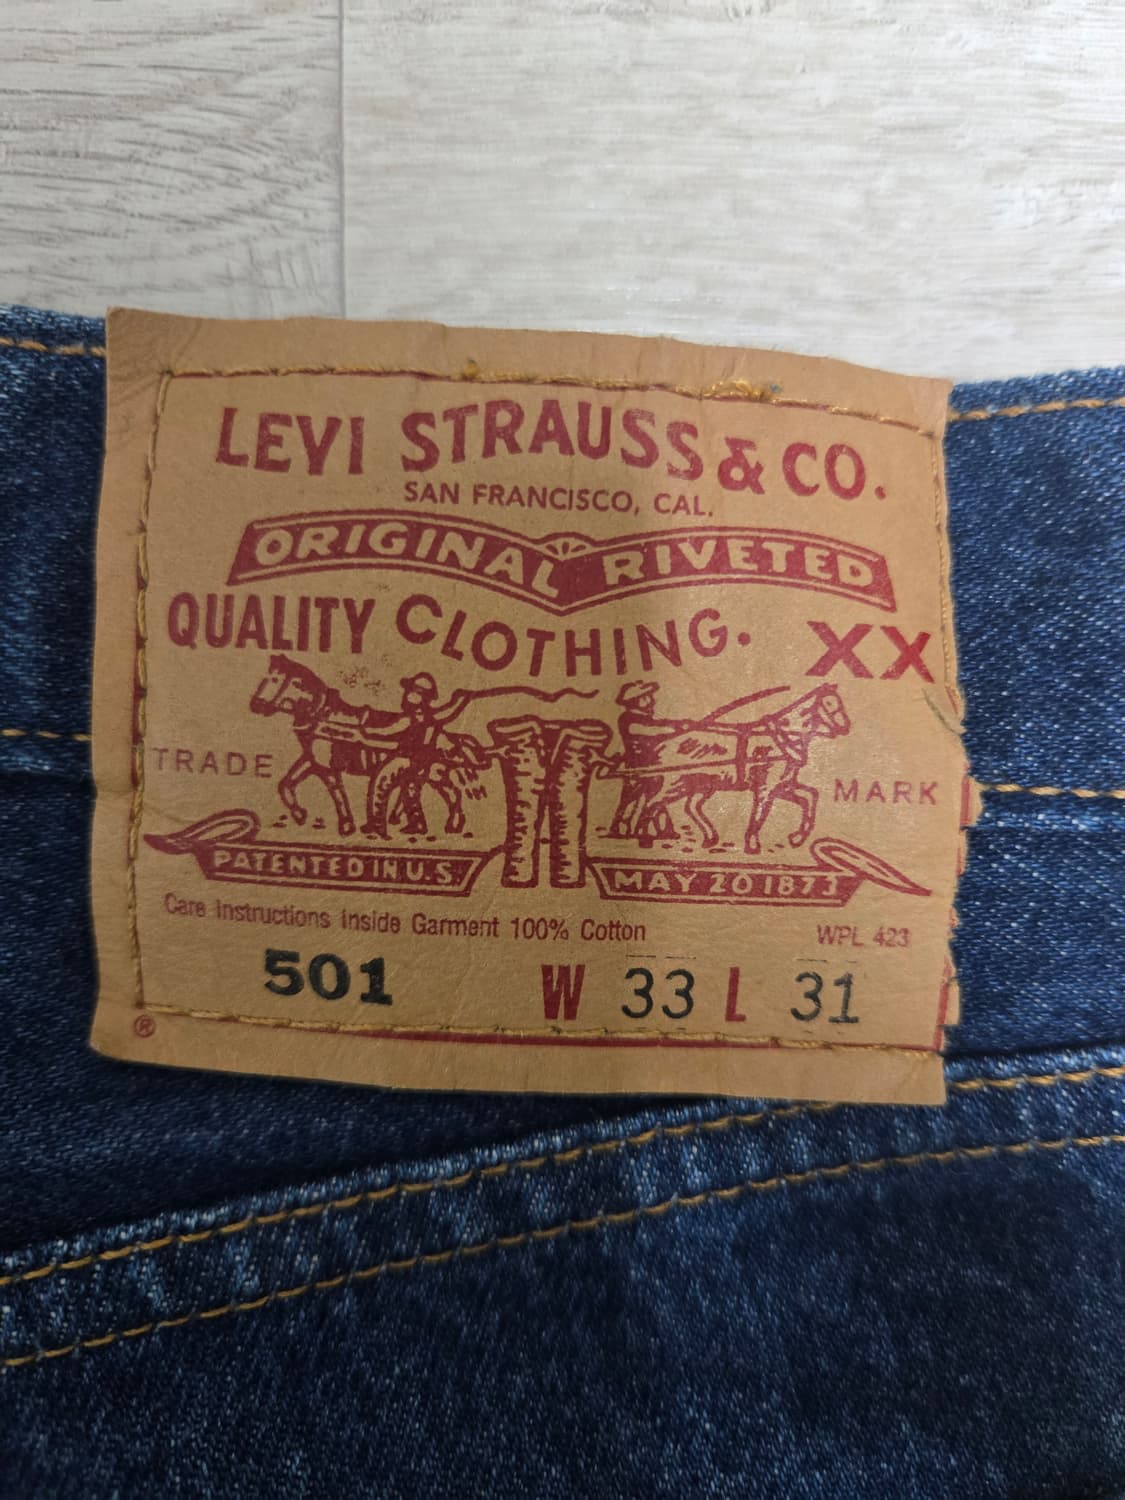 LEVI STRAUSS & CO.
SAN FRANCISCO, CAL.
ORIGINAL RIVETED
QUALITY CLOTHING. XX
TRADE MARK
PATENTED IN U.S. MAY 20 1873
Care Instructions Inside Garment 100% Cotton WPL 423
501 W 33 L 31
®